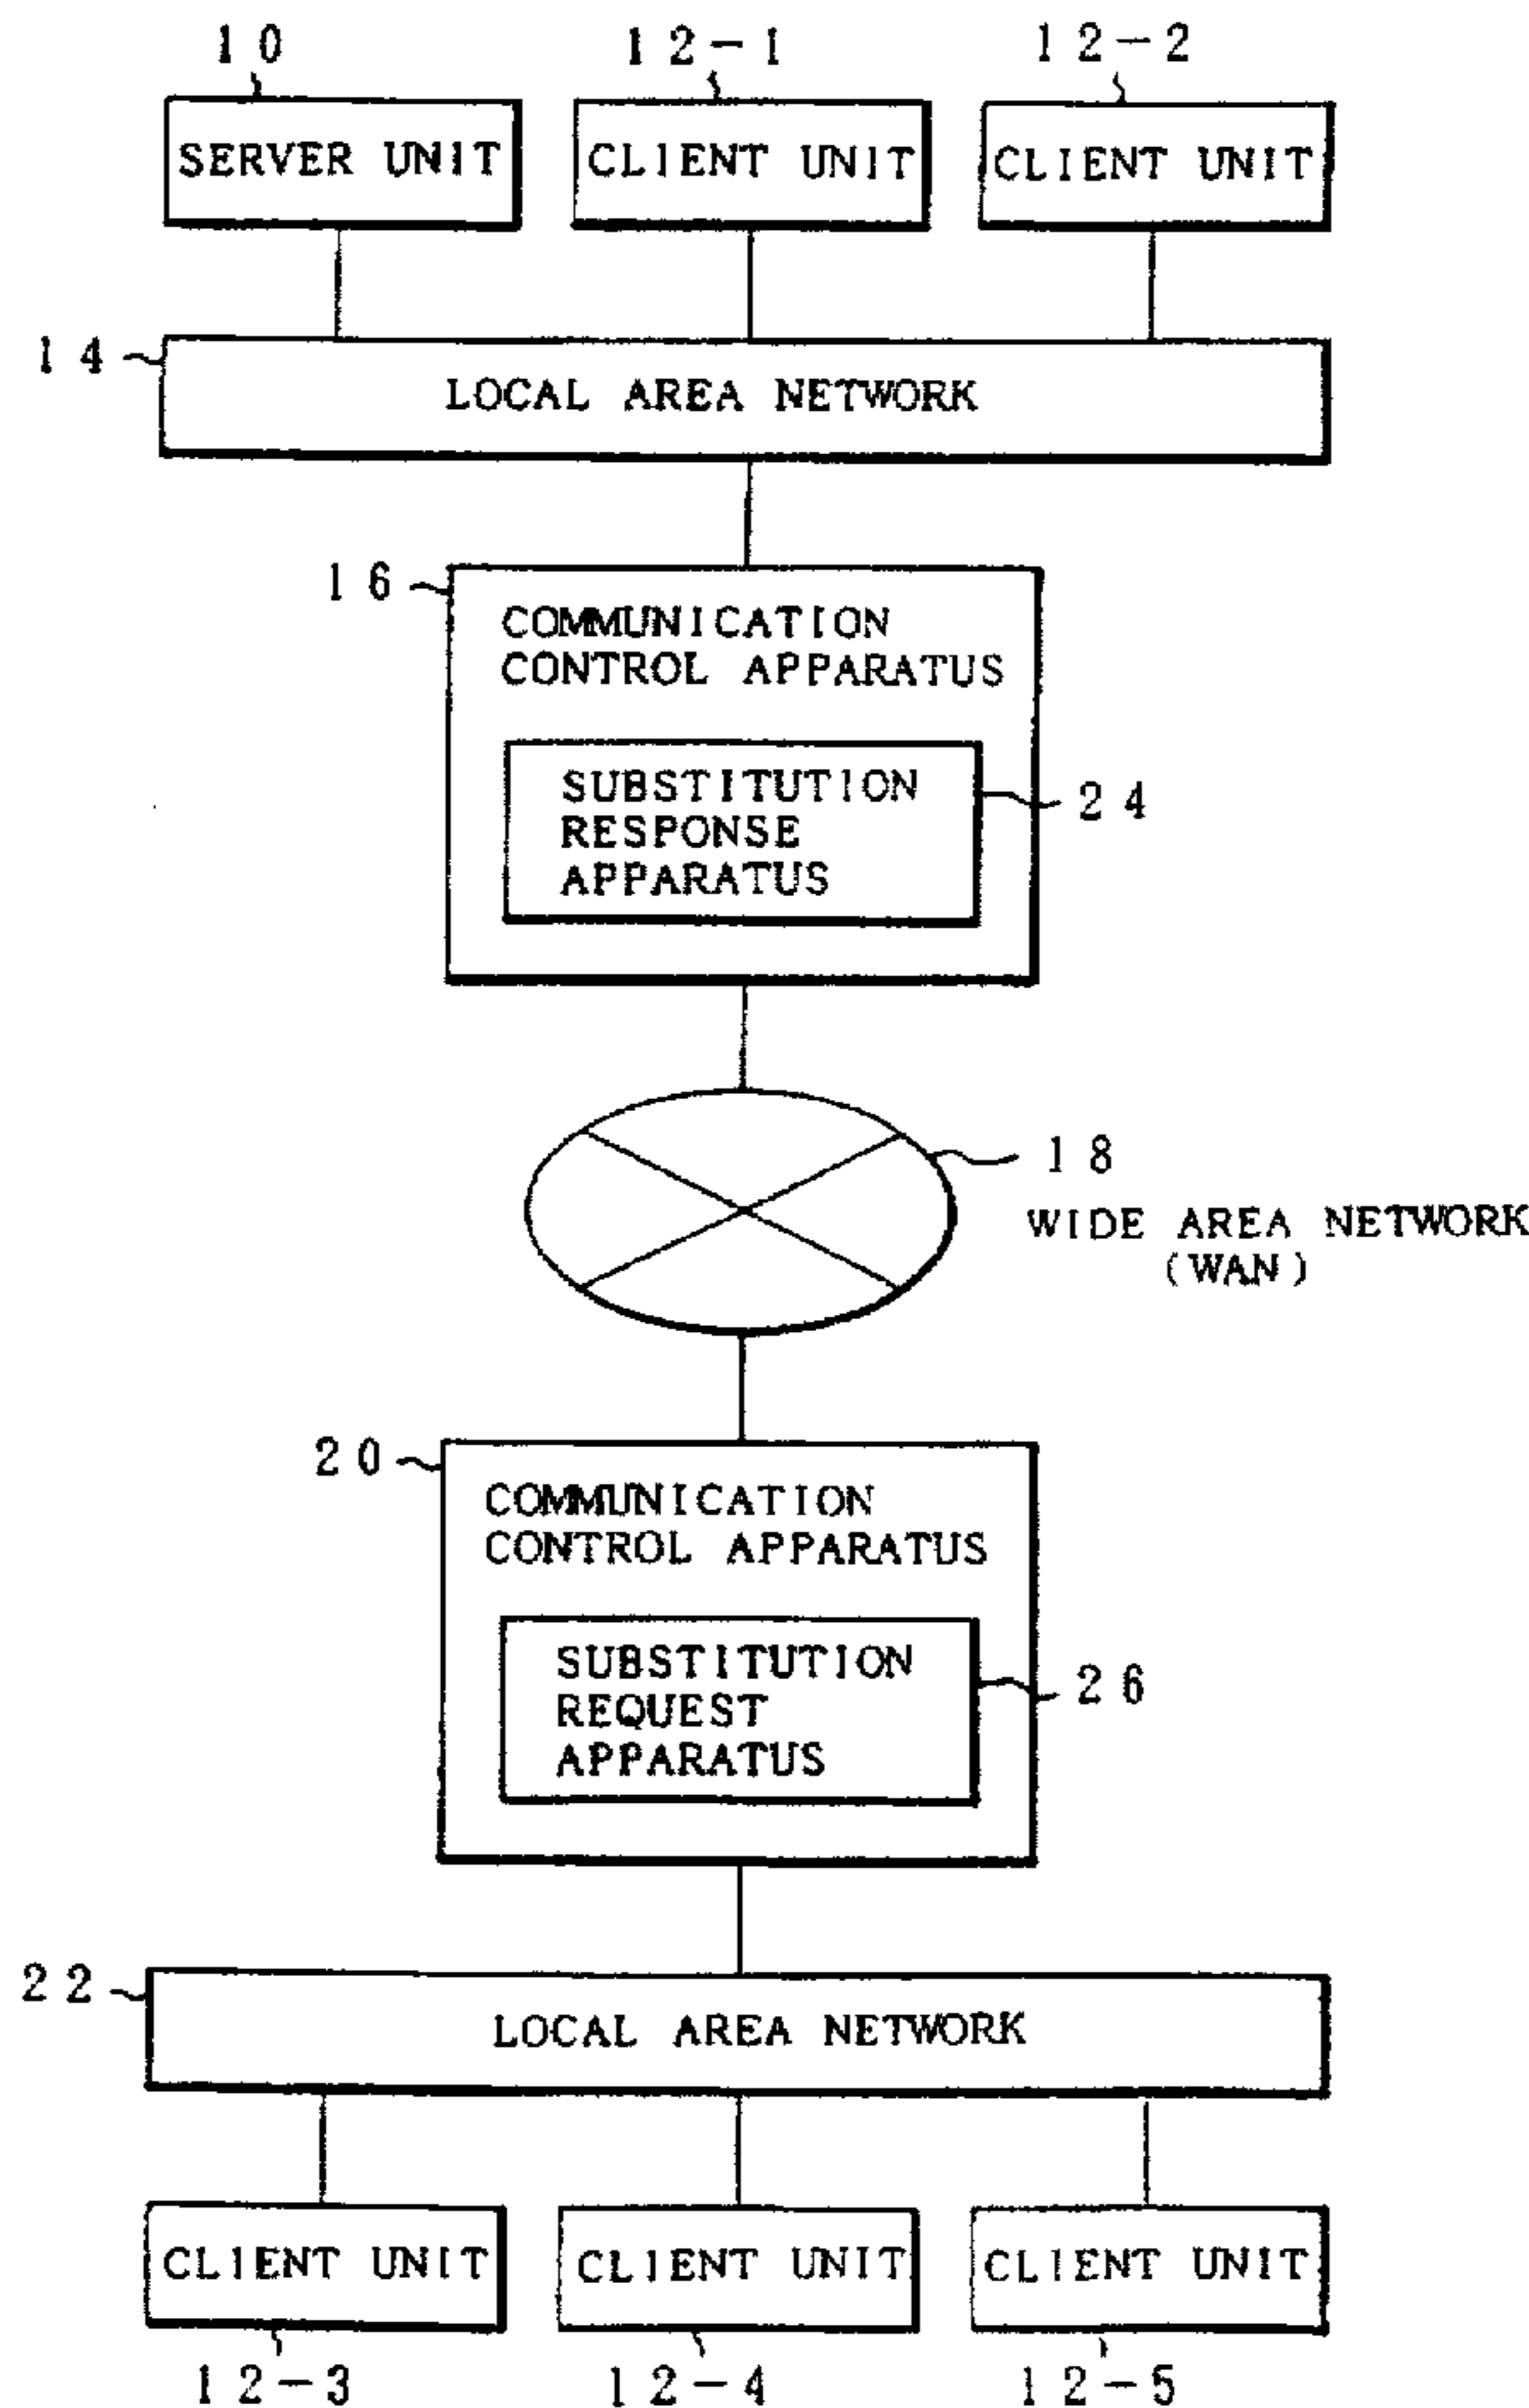 10
12-1
12-2
SERVER UNIT
CLIENT UNIT
CLIENT UNIT
14
LOCAL AREA NETWORK
16
COMMUNICATION
CONTROL APPARATUS
SUBSTITUTION
RESPONSE
APPARATUS
24
18
WIDE AREA NETWORK
(WAN)
20
COMMUNICATION
CONTROL APPARATUS
SUBSTITUTION
REQUEST
APPARATUS
26
22
LOCAL AREA NETWORK
CLIENT UNIT
CLIENT UNIT
CLIENT UNIT
12-3
12-4
12-5